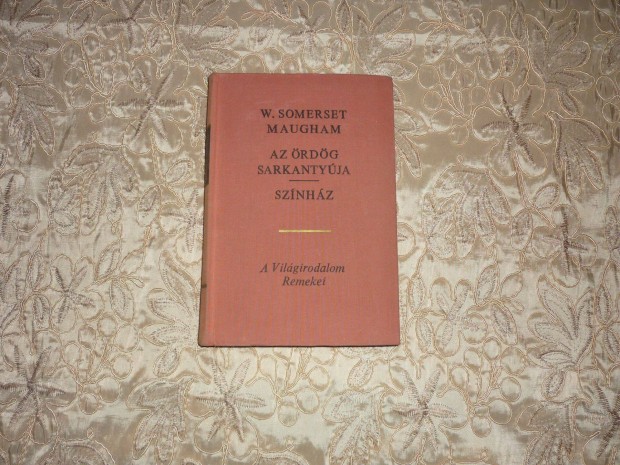 W. SOMERSET
MAUGHAM
AZ ÖRDÖG
SARKANTYÚJA
SZÍNHÁZ
A Világirodalom
Remekei